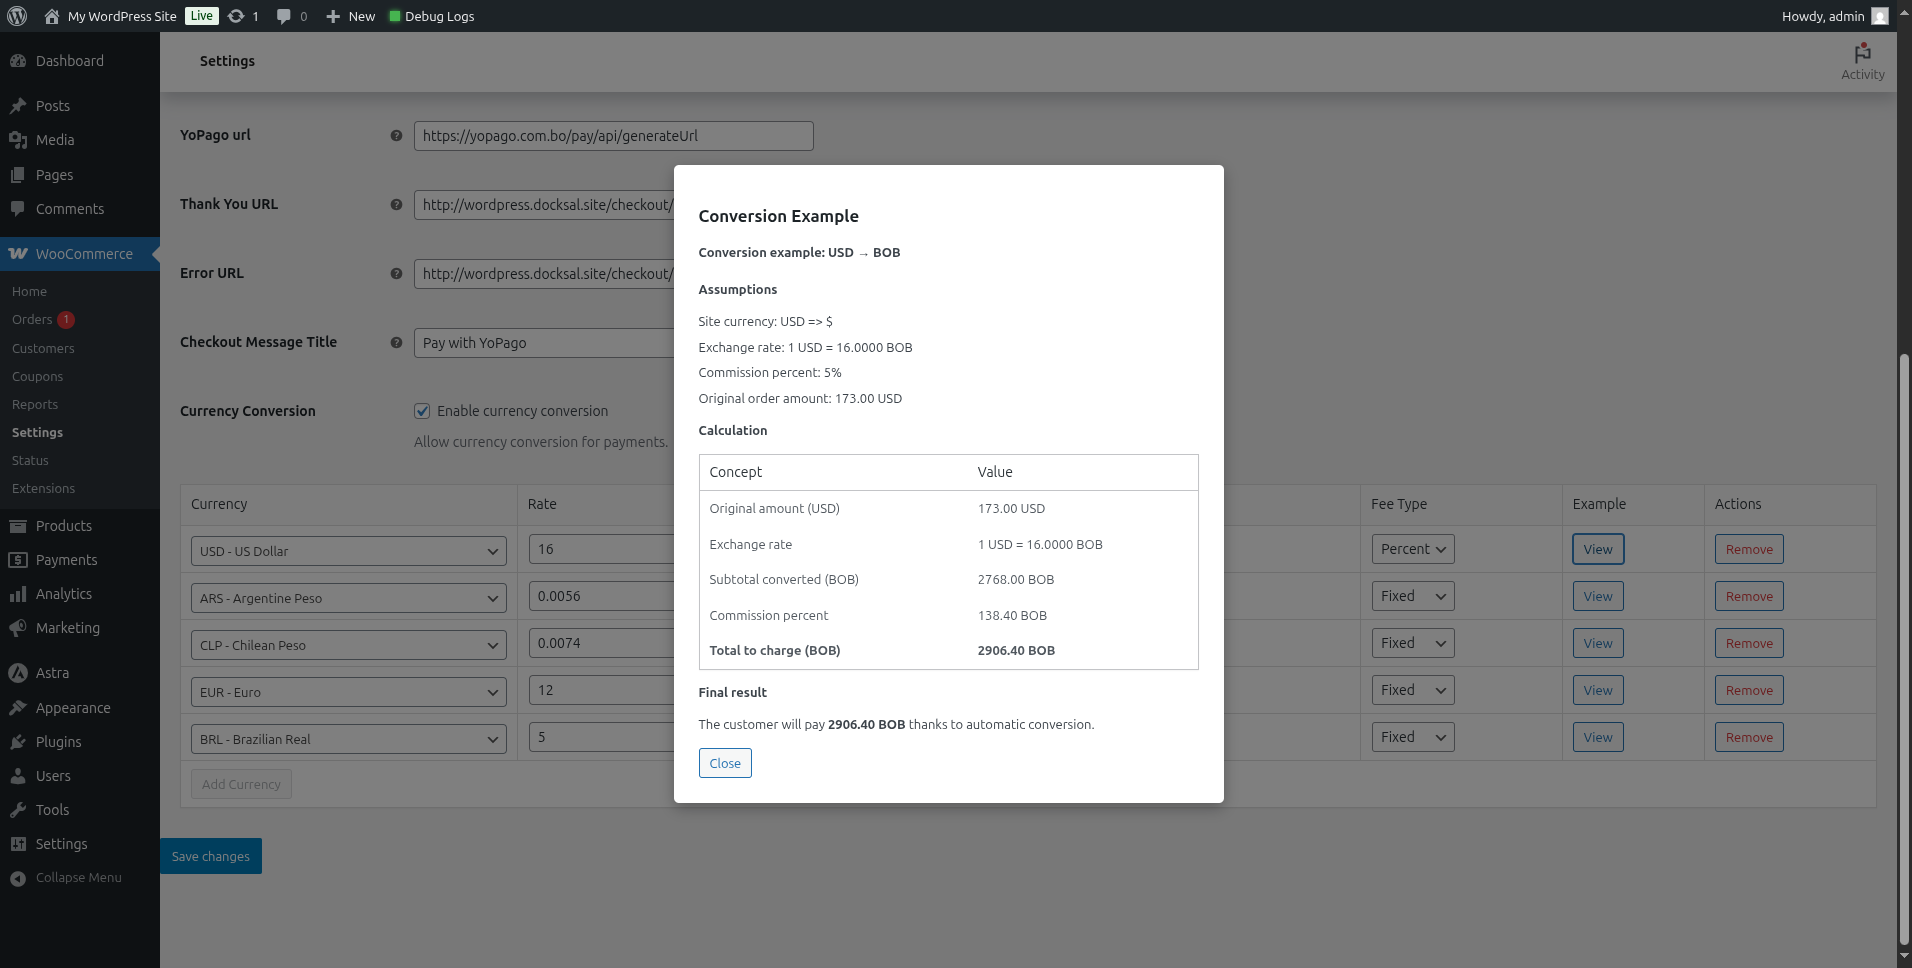 My WordPress Site Live 1 0 New Debug Logs Howdy, admin
Dashboard
Posts
Media
Pages
Comments
WooCommerce
Home
Orders 1
Customers
Coupons
Reports
Settings
Status
Extensions
Products
Payments
Analytics
Marketing
Astra
Appearance
Plugins
Users
Tools
Settings
Collapse Menu
Settings
Activity
YoPago url https://yopago.com.bo/pay/api/generateUrl
Thank You URL http://wordpress.docksal.site/checkout/
Error URL http://wordpress.docksal.site/checkout/
Checkout Message Title Pay with YoPago
Currency Conversion Enable currency conversion
Allow currency conversion for payments.
Currency Rate Fee Type Example Actions
USD - US Dollar 16 Percent View Remove
ARS - Argentine Peso 0.0056 Fixed View Remove
CLP - Chilean Peso 0.0074 Fixed View Remove
EUR - Euro 12 Fixed View Remove
BRL - Brazilian Real 5 Fixed View Remove
Add Currency
Save changes
Conversion Example
Conversion example: USD → BOB
Assumptions
Site currency: USD => $
Exchange rate: 1 USD = 16.0000 BOB
Commission percent: 5%
Original order amount: 173.00 USD
Calculation
Concept Value
Original amount (USD) 173.00 USD
Exchange rate 1 USD = 16.0000 BOB
Subtotal converted (BOB) 2768.00 BOB
Commission percent 138.40 BOB
Total to charge (BOB) 2906.40 BOB
Final result
The customer will pay 2906.40 BOB thanks to automatic conversion.
Close